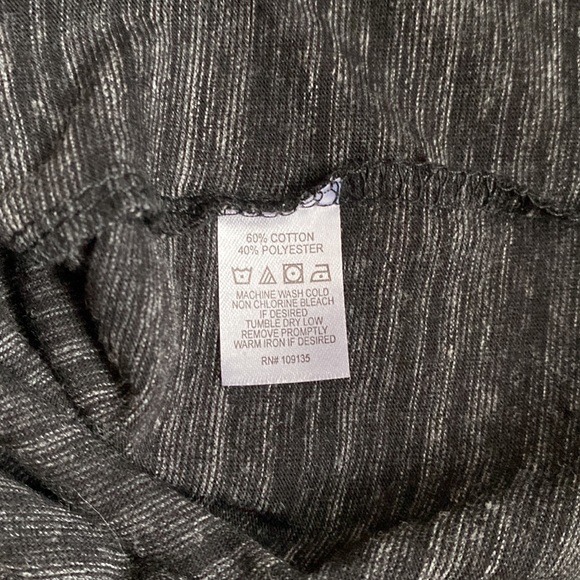 60% COTTON
40% POLYESTER
MACHINE WASH COLD
NON CHLORINE BLEACH
IF DESIRED
TUMBLE DRY LOW
REMOVE PROMPTLY
WARM IRON IF DESIRED
RN# 109135